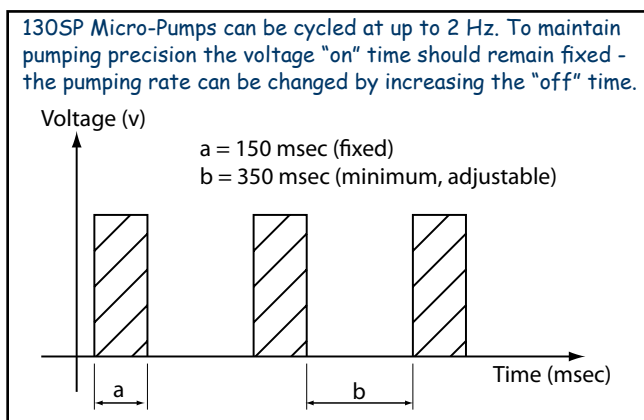 130SP Micro-Pumps can be cycled at up to 2 Hz. To maintain
pumping precision the voltage “on” time should remain fixed -
the pumping rate can be changed by increasing the “off” time.
Voltage (v)
a = 150 msec (fixed)
b = 350 msec (minimum, adjustable)
Time (msec)
a
b